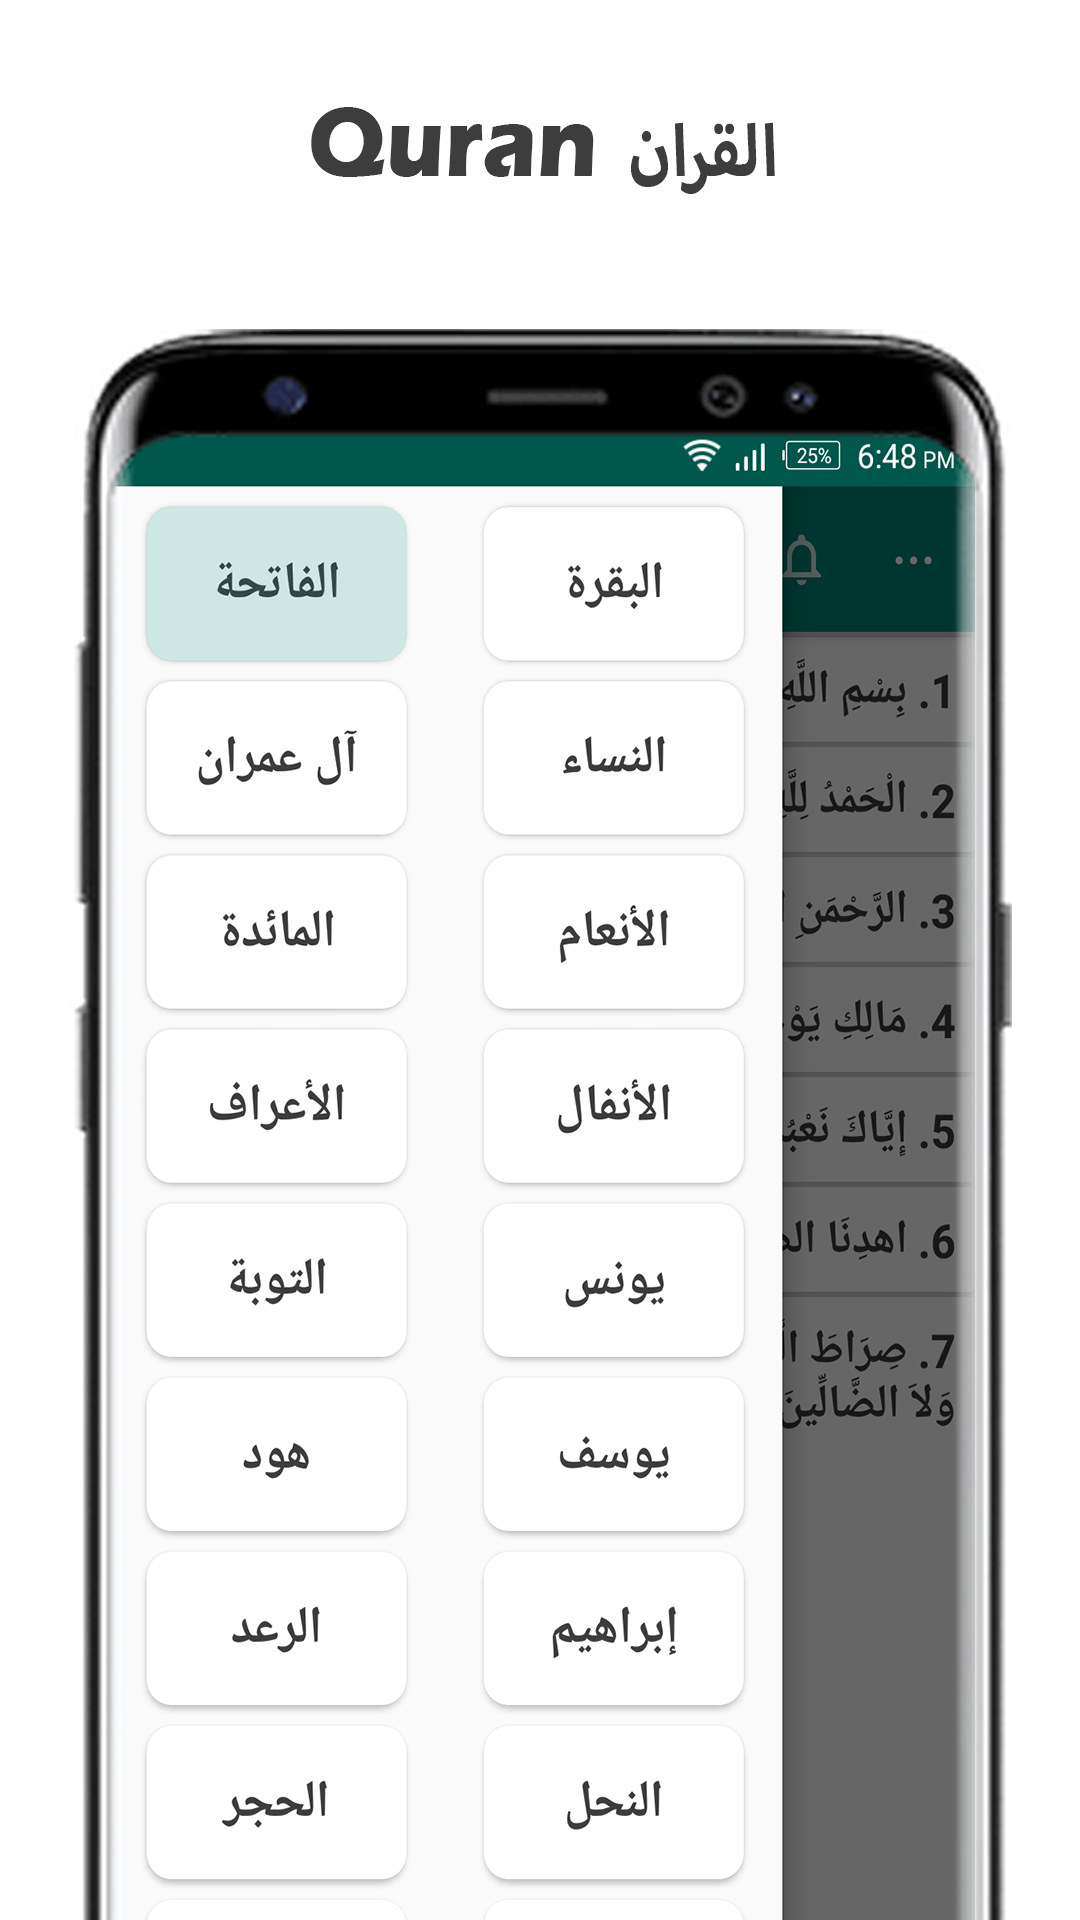 Quran القران
25% 6:48 PM
الفاتحة
البقرة
آل عمران
النساء
المائدة
الأنعام
الأعراف
الأنفال
التوبة
يونس
هود
يوسف
الرعد
إبراهيم
الحجر
النحل
1. بِسْمِ اللَّهِ
2. الْحَمْدُ لِلَّهِ
3. الرَّحْمَنِ
4. مَالِكِ
5. إِيَّاكَ
6. اهدِنَا
7. صِرَاطَ
وَلاَ الضَّالِّينَ